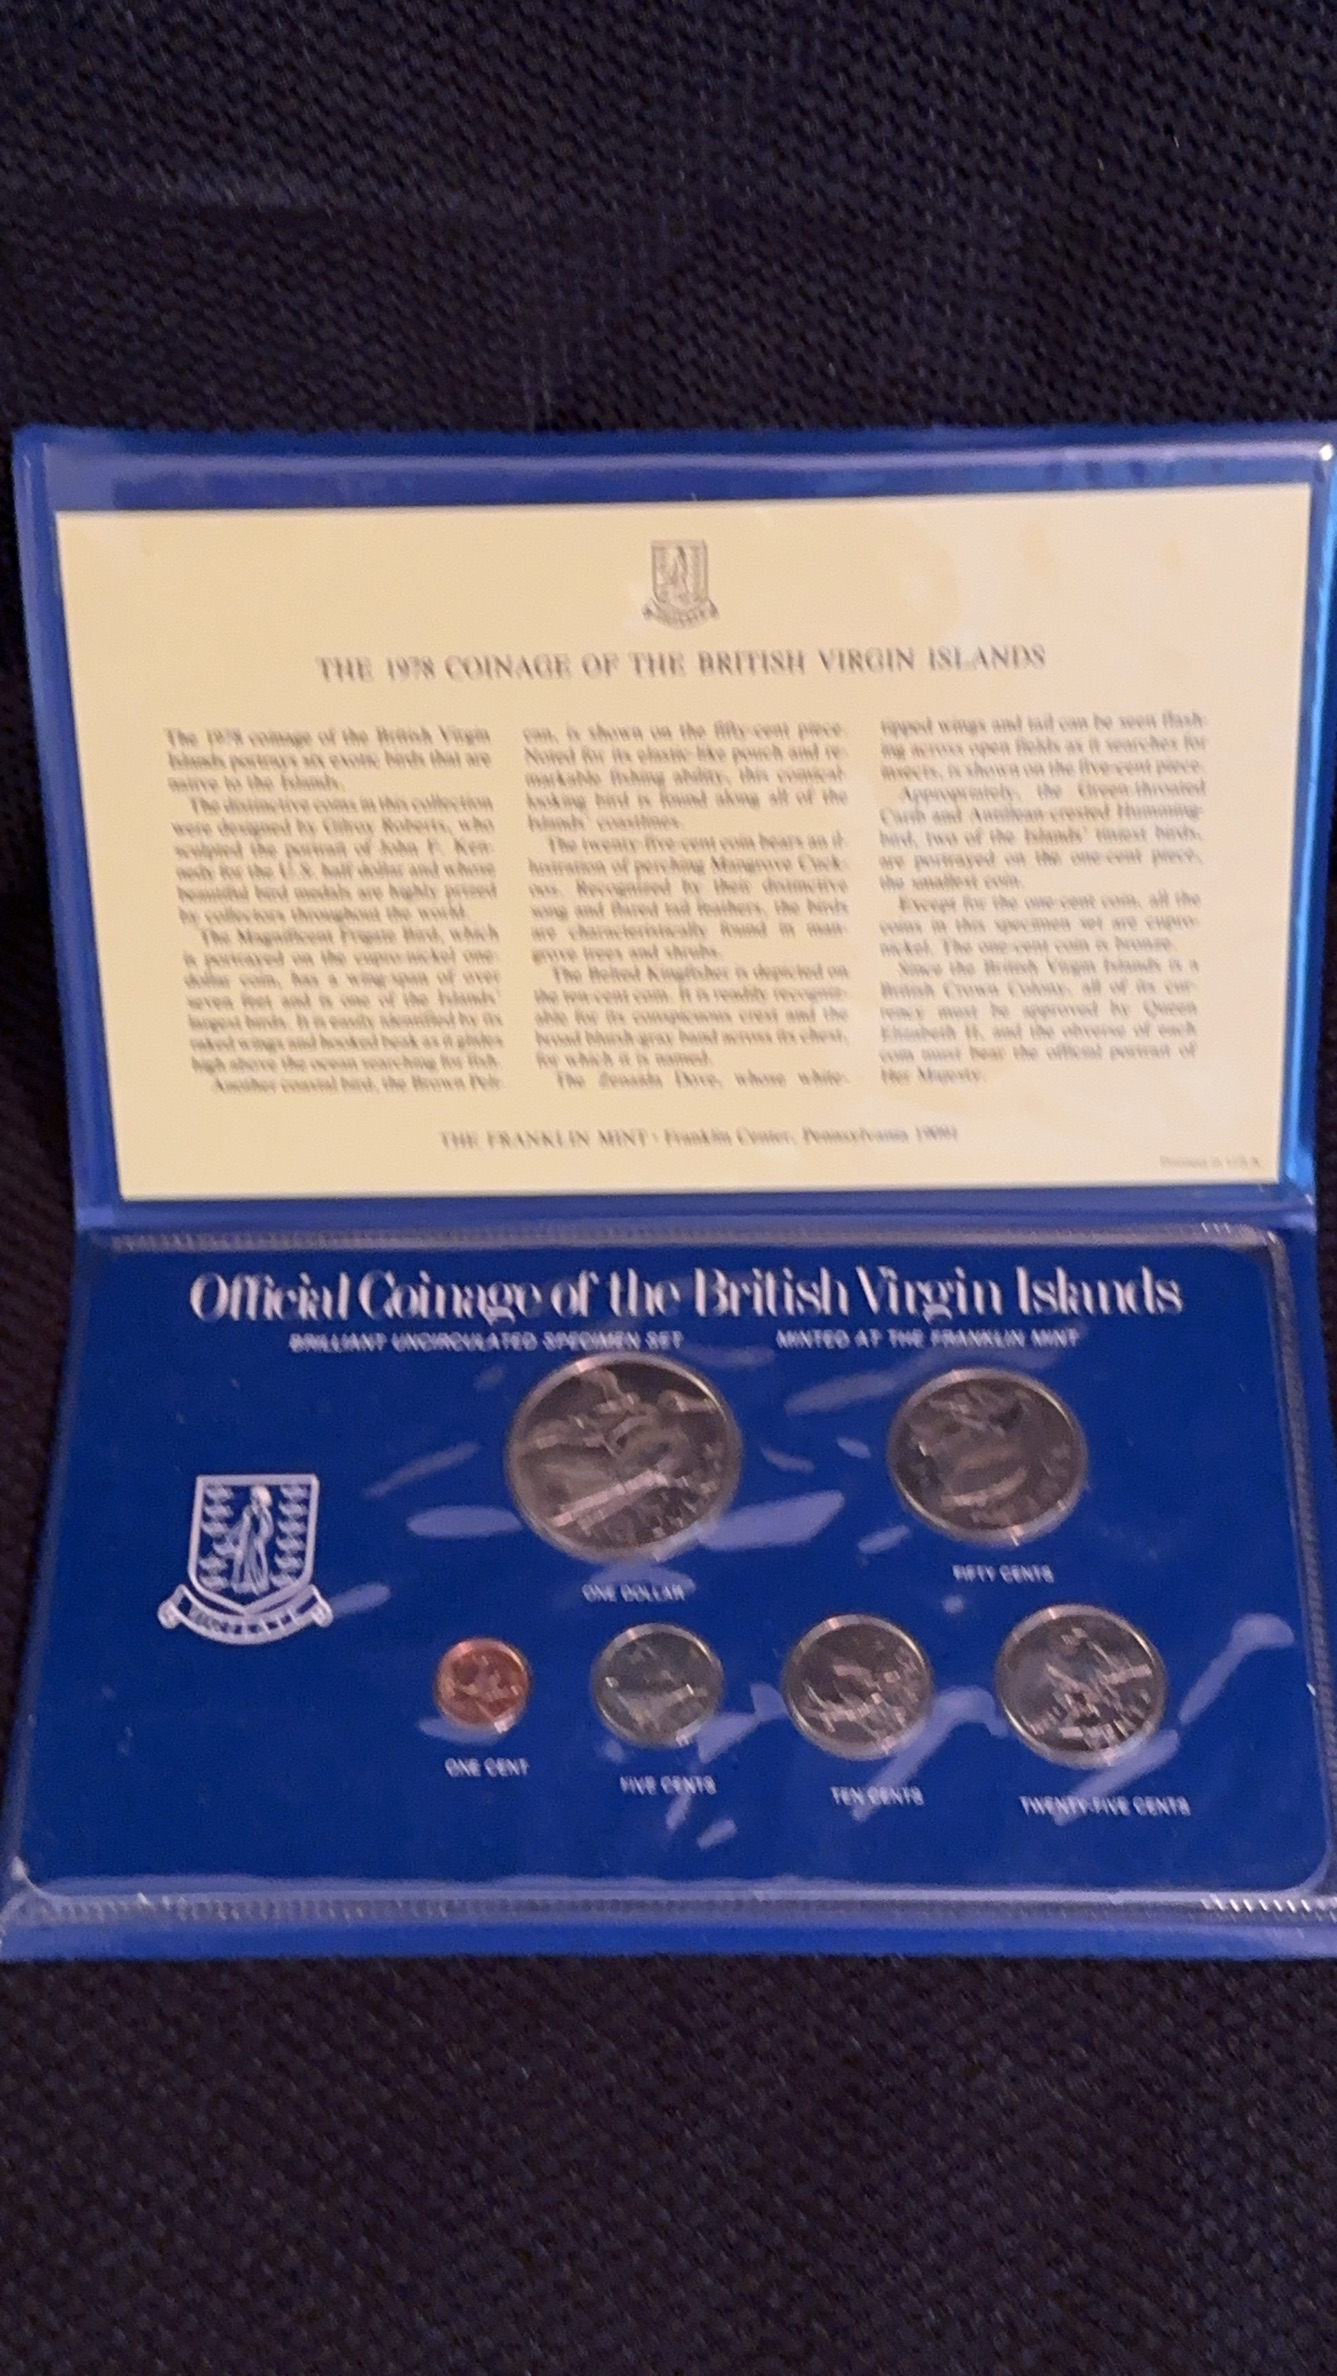 THE 1978 COINAGE OF THE BRITISH VIRGIN ISLANDS
The 1978 coinage of the British Virgin
Islands portrays six exotic birds that are
native to the Islands.
The distinctive coins in this collection
were designed by Gilroy Roberts, who
sculpted the portrait of John F. Ken-
nedy for the U.S. half-dollar and whose
beautiful bird medals are highly prized
by collectors throughout the world.
The Magnificent Frigate Bird, which
is portrayed on the cupro-nickel one-
dollar coin, has a wing-span of over
seven feet and is one of the Islands'
largest birds. It is easily identified by its
raked wings and hooked beak as it glides
high above the ocean searching for fish.
Another coastal bird, the Brown Peli-
can, is shown on the fifty-cent piece.
Noted for its elastic-like pouch and re-
markable fishing ability, this comical-
looking bird is found along all of the
Islands' coastlines.
The twenty-five-cent coin bears an il-
lustration of perching Mangrove Cuck-
oos. Recognized by their distinctive
song and flared tail feathers, the birds
are characteristically found in man-
grove trees and shrubs.
The Belted Kingfisher is depicted on
the ten-cent coin. It is readily recogniz-
able for its conspicuous crest and the
broad bluish-gray band across its chest,
for which it is named.
The Zenaida Dove, whose white-
tipped wings and tail can be seen flash-
ing across open fields as it searches for
insects, is shown on the five-cent piece.
Appropriately, the Green-throated
Carib and Antillean-crested Humming-
bird, two of the Islands' tiniest birds,
are portrayed on the one-cent piece,
the smallest coin.
Except for the one-cent coin, all the
coins in this specimen set are cupro-
nickel. The one-cent coin is bronze.
Since the British Virgin Islands is a
British Crown Colony, all of its cur-
rency must be approved by Queen
Elizabeth II, and the obverse of each
coin must bear the official portrait of
Her Majesty.
THE FRANKLIN MINT · Franklin Center, Pennsylvania 19091
Printed in U.S.A.
Official Coinage of the British Virgin Islands
BRILLIANT UNCIRCULATED SPECIMEN SET MINTED AT THE FRANKLIN MINT
ONE DOLLAR
FIFTY CENTS
ONE CENT
FIVE CENTS
TEN CENTS
TWENTY-FIVE CENTS